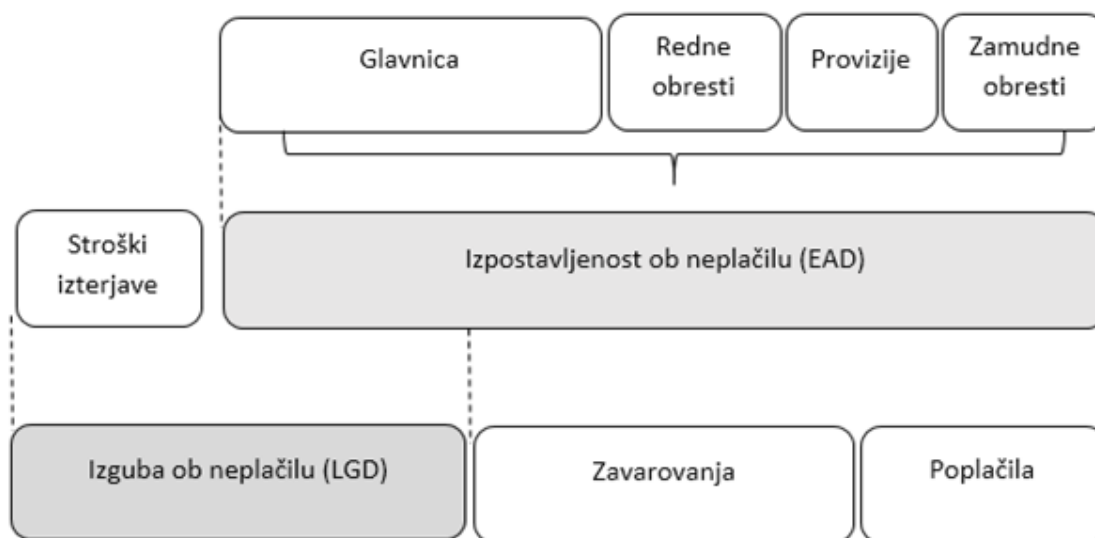 Glavnica
Redne
obresti
Provizije
Zamudne
obresti
Stroški
izterjave
Izpostavljenost ob neplačilu (EAD)
Izguba ob neplačilu (LGD)
Zavarovanja
Poplačila